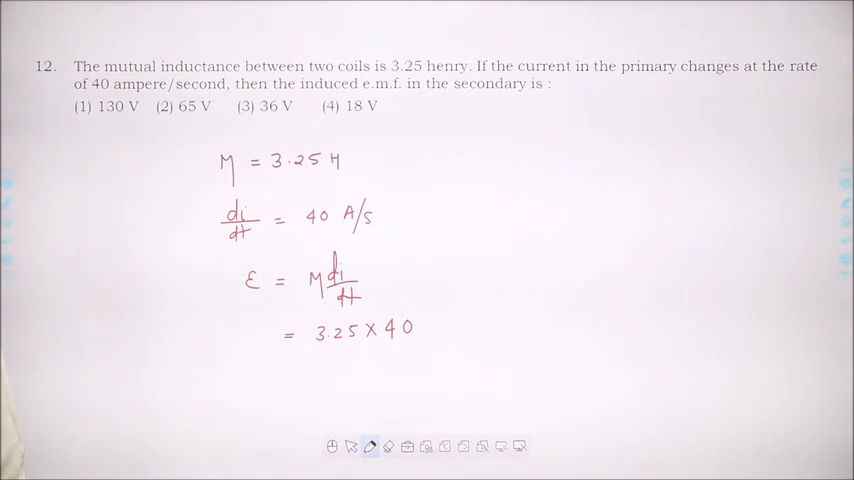 12. The mutual inductance between two coils is 3.25 henry. If the current in the primary changes at the rate
of 40 ampere/second, then the induced e.m.f. in the secondary is :
(1) 130 V (2) 65 V (3) 36 V (4) 18 V
M = 3.25 H
di/dt = 40 A/s
ε = M di/dt
= 3.25 × 40